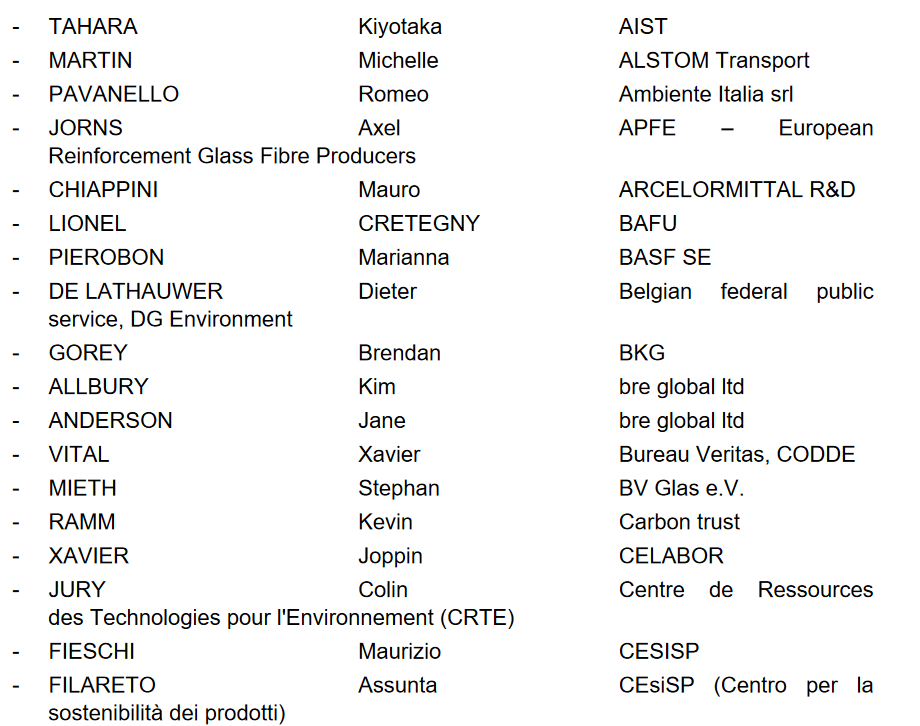 - TAHARA Kiyotaka AIST
- MARTIN Michelle ALSTOM Transport
- PAVANELLO Romeo Ambiente Italia srl
- JORNS Axel APFE – European
Reinforcement Glass Fibre Producers
- CHIAPPINI Mauro ARCELORMITTAL R&D
- LIONEL CRETEGNY BAFU
- PIEROBON Marianna BASF SE
- DE LATHAUWER Dieter Belgian federal public
service, DG Environment
- GOREY Brendan BKG
- ALLBURY Kim bre global ltd
- ANDERSON Jane bre global ltd
- VITAL Xavier Bureau Veritas, CODDE
- MIETH Stephan BV Glas e.V.
- RAMM Kevin Carbon trust
- XAVIER Joppin CELABOR
- JURY Colin Centre de Ressources
des Technologies pour l'Environnement (CRTE)
- FIESCHI Maurizio CESISP
- FILARETO Assunta CEsiSP (Centro per la
sostenibilità dei prodotti)